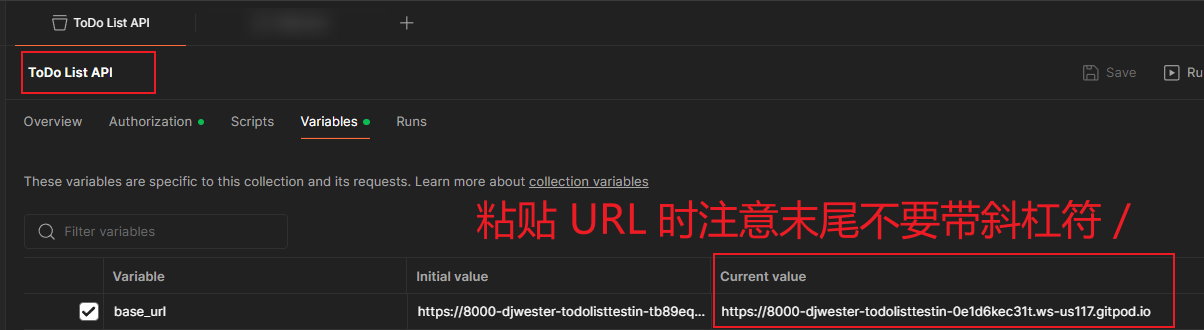 ToDo List API
ToDo List API
Save
Ru
Overview Authorization Scripts Variables Runs
These variables are specific to this collection and its requests. Learn more about collection variables
粘贴 URL 时注意末尾不要带斜杠符 /
Filter variables
Variable Initial value Current value
base_url https://8000-djwester-todolisttestin-tb89eq... https://8000-djwester-todolisttestin-0e1d6kec31t.ws-us117.gitpod.io